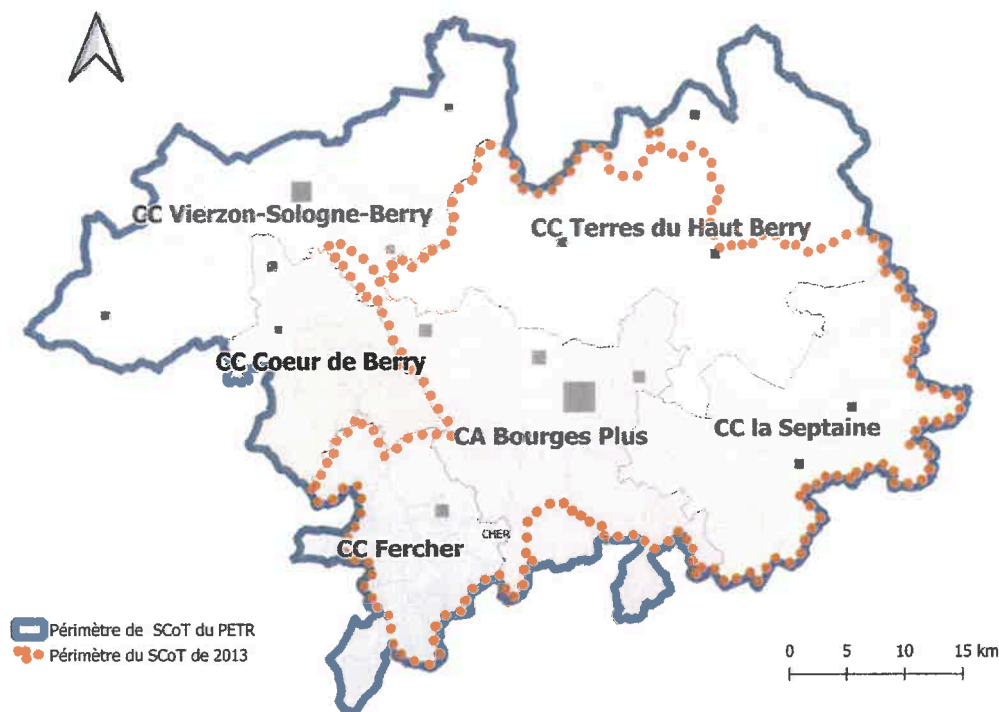 CC Vierzon-Sologne-Berry
CC Terres du Haut Berry
CC Coeur de Berry
CA Bourges Plus
CC la Septaine
CHER
CC Fercher
Périmètre de SCoT du PETR
Périmètre du SCoT de 2013
0 5 10 15 km